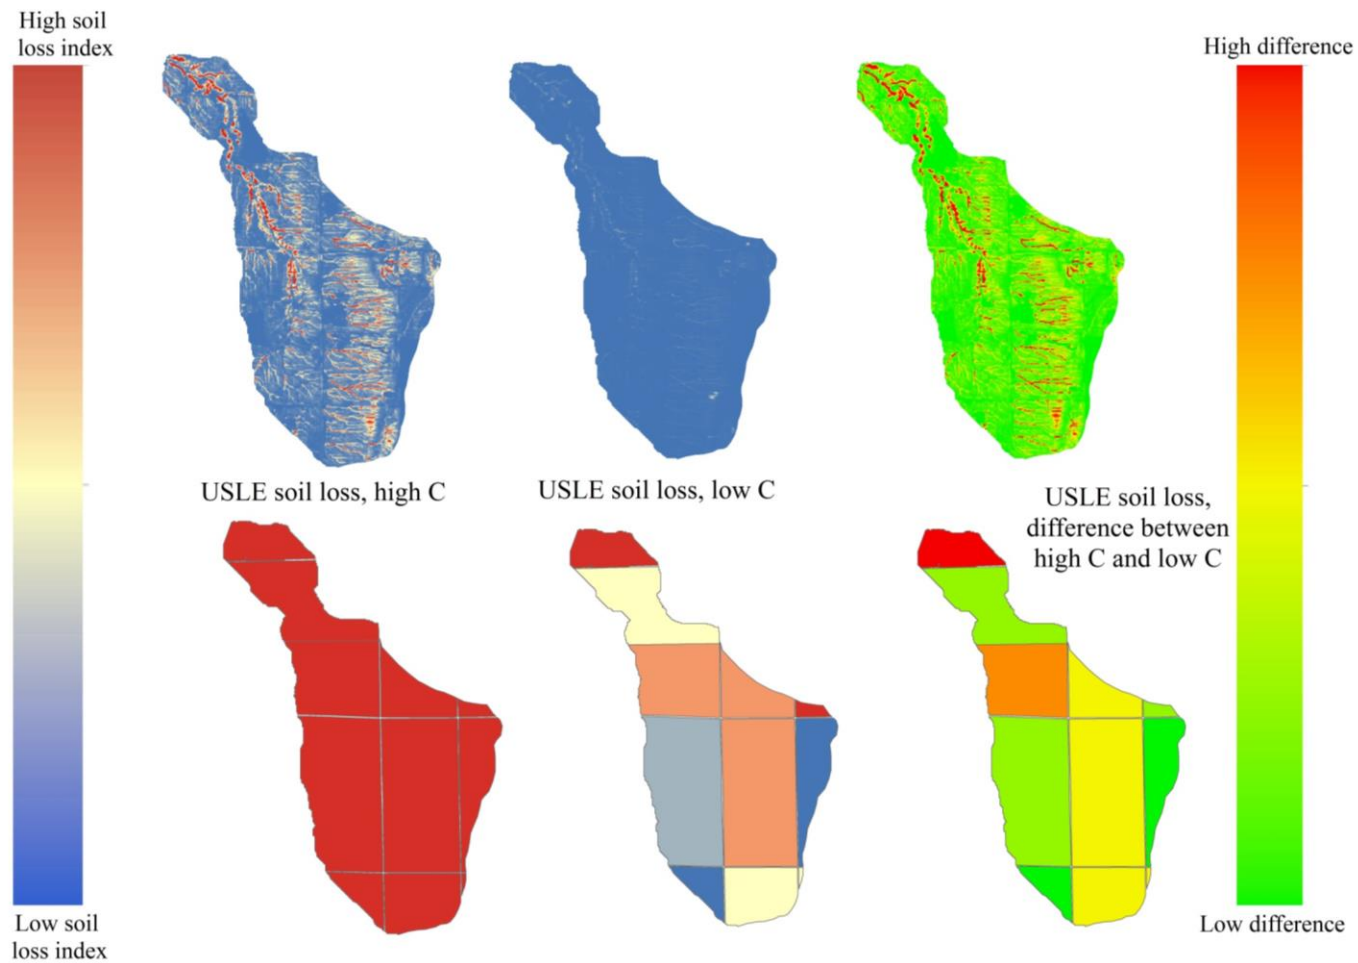 High soil
loss index
High difference
USLE soil loss, high C
USLE soil loss, low C
USLE soil loss,
difference between
high C and low C
Low soil
loss index
Low difference